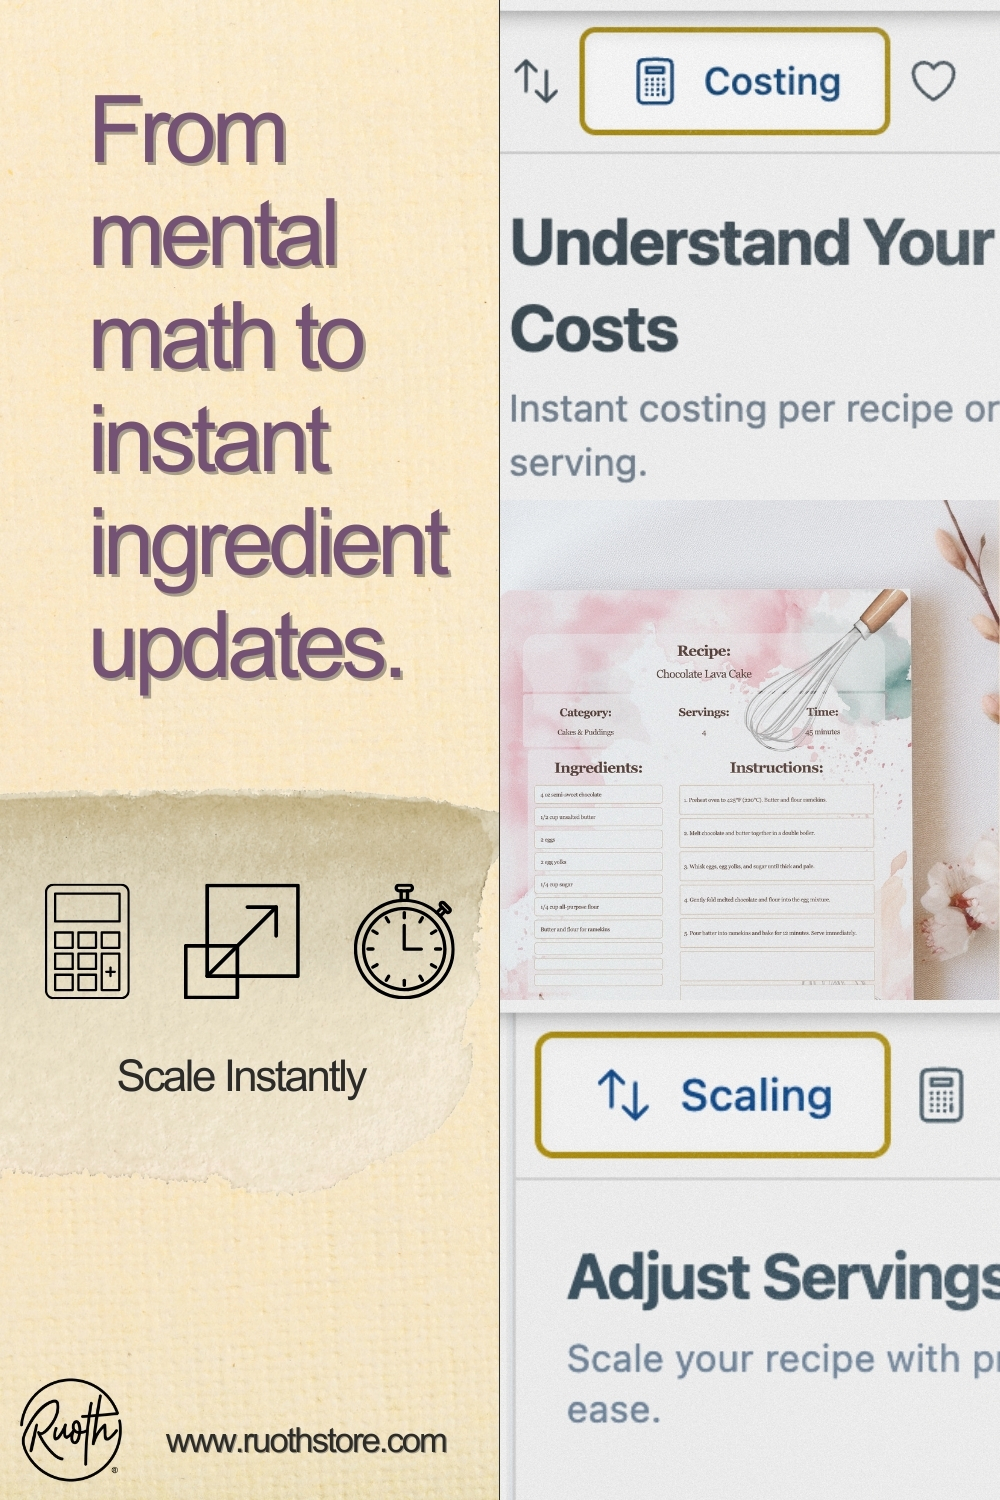 From
mental
math to
instant
ingredient
updates.
Scale Instantly
Ruoth
®
www.ruothstore.com
Costing
Understand Your
Costs
Instant costing per recipe or
serving.
Recipe:
Chocolate Lava Cake
Category:
Servings:
Time:
Cakes & Puddings
4
45 minutes
Ingredients:
4 oz semi-sweet chocolate
1/2 cup unsalted butter
2 eggs
2 egg yolks
1/4 cup sugar
1/4 cup all-purpose flour
Butter and flour for ramekins
Instructions:
1. Preheat oven to 425°F (220°C). Butter and flour ramekins
2. Melt chocolate and butter together in a double boiler.
3. Whisk eggs, egg yolks, and sugar until thick and pale.
4. Gently fold melted chocolate and flour into the egg mixture.
5. Pour batter into ramekins and bake for 12 minutes. Serve immediately.
Scaling
Adjust Servings
Scale your recipe with pr
ease.